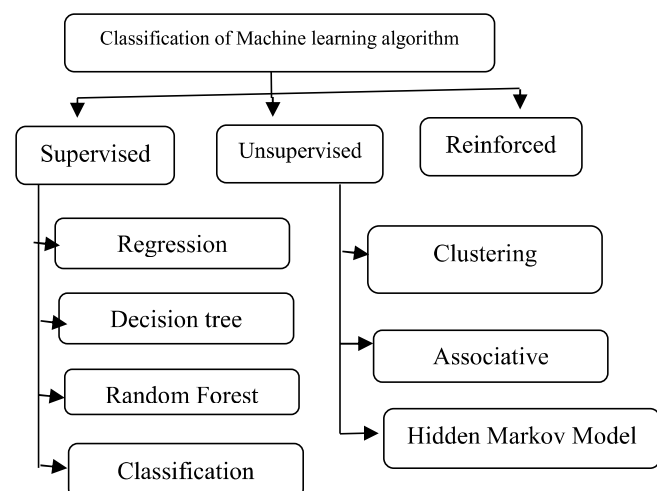 Classification of Machine learning algorithm
Supervised
Unsupervised
Reinforced
Regression
Decision tree
Random Forest
Classification
Clustering
Associative
Hidden Markov Model